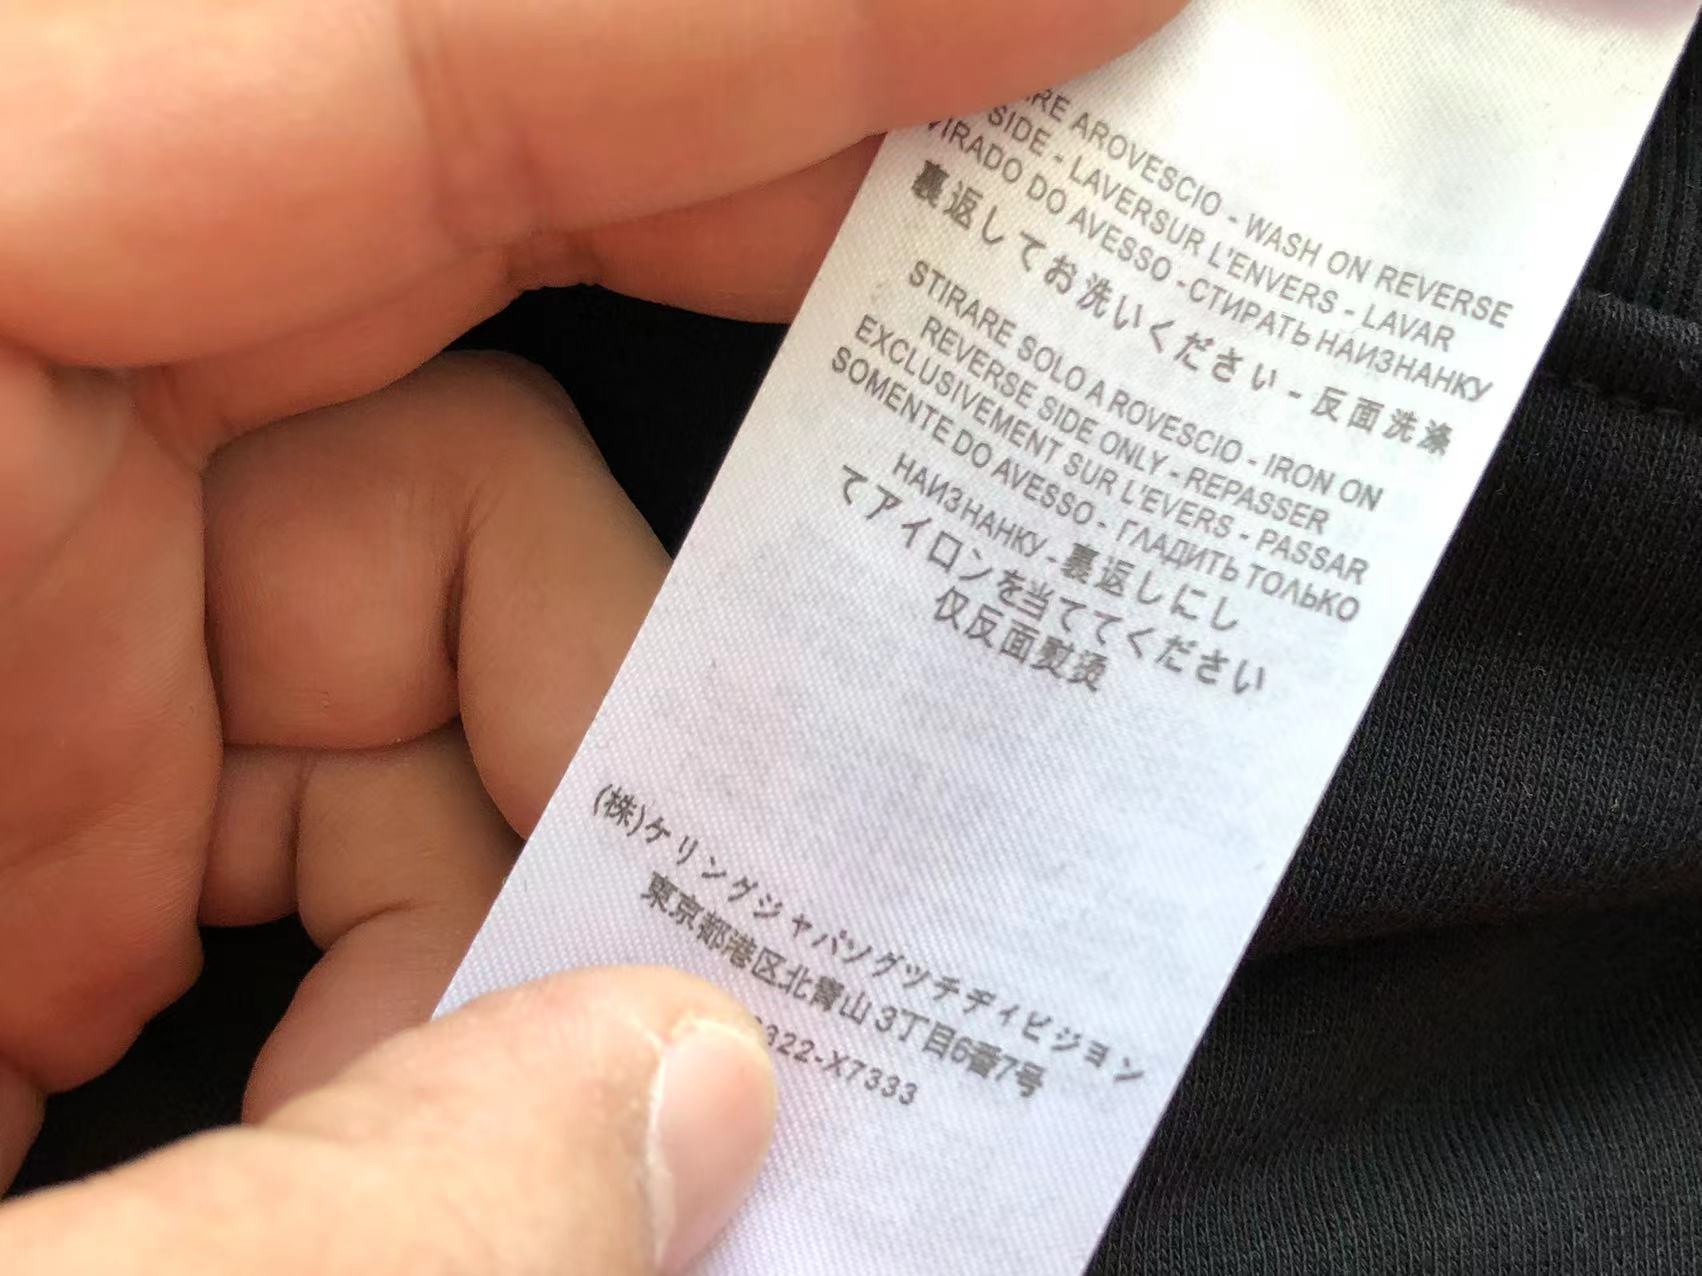 RE AROVESCIO - WASH ON REVERSE
SIDE - LAVERSUR L'ENVERS - LAVAR
VIRADO DO AVESSO -СТИРАТЬ НАИЗНАНКУ
裏返してお洗いください - 反面洗涤
STIRARE SOLO A ROVESCIO - IRON ON
REVERSE SIDE ONLY - REPASSER
EXCLUSIVEMENT SUR L'EVERS - PASSAR
SOMENTE DO AVESSO - ГЛАДИТЬ ТОЛЬКО
НАИЗНАНКУ - 裏返しにし
てアイロンを当ててください
仅反面熨烫
(株)ケリングジャパソグツチヂィビジヨン
東京都港区北青山 3丁目6番7号
322-X7333